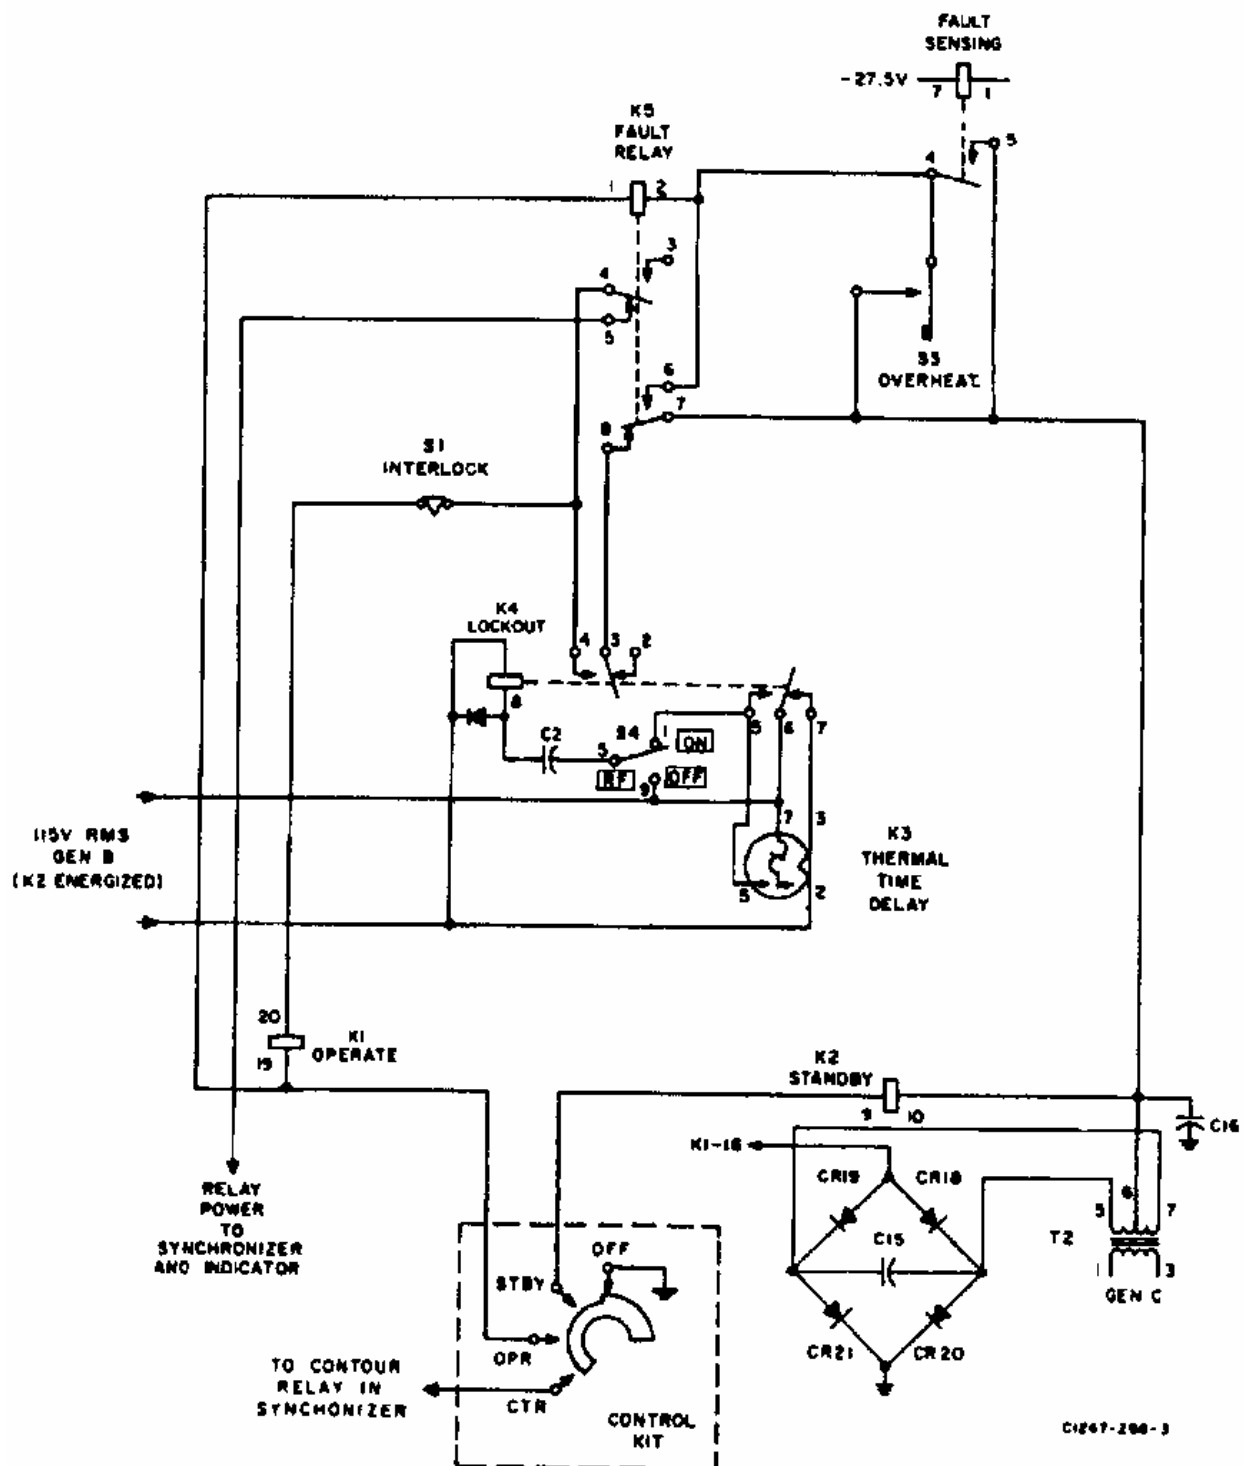 FAULT
SENSING
-27.5V
7
1
K5
FAULT
RELAY
1
2
5
4
3
4
5
S5
OVERHEAT
6
7
8
S1
INTERLOCK
K4
LOCKOUT
4
3
2
8
C2
5
S4
1
ON
RF
OFF
9
5
6
7
7
3
5
2
K3
THERMAL
TIME
DELAY
115V RMS
GEN B
(K2 ENERGIZED)
20
19
K1
OPERATE
K2
STANDBY
9
10
C16
K1-16
CR19
CR18
C15
CR21
CR20
5
6
7
T2
1
3
GEN C
RELAY
POWER
TO
SYNCHRONIZER
AND INDICATOR
OFF
STBY
OPR
CTR
TO CONTOUR
RELAY IN
SYNCHONIZER
CONTROL
KIT